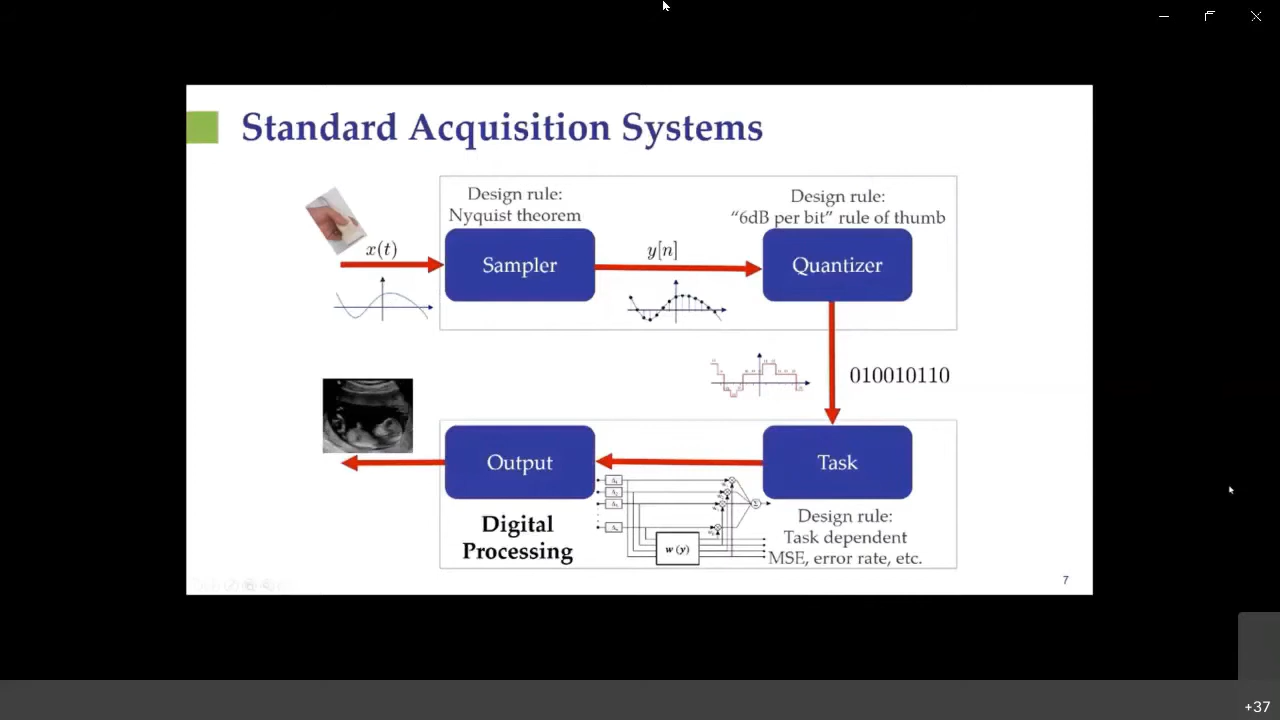 Standard Acquisition Systems
Design rule:
Nyquist theorem
Design rule:
“6dB per bit” rule of thumb
x(t)
Sampler
y[n]
Quantizer
010010110
Output
Task
Digital
Processing
w(y)
Design rule:
Task dependent
MSE, error rate, etc.
7
+37